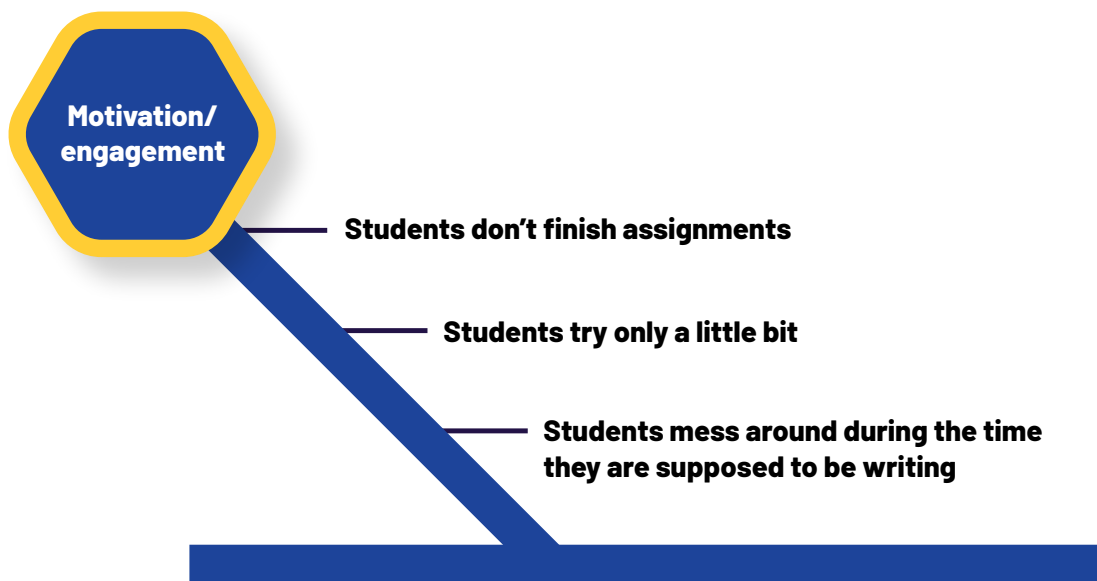 Motivation/
engagement
Students don’t finish assignments
Students try only a little bit
Students mess around during the time
they are supposed to be writing